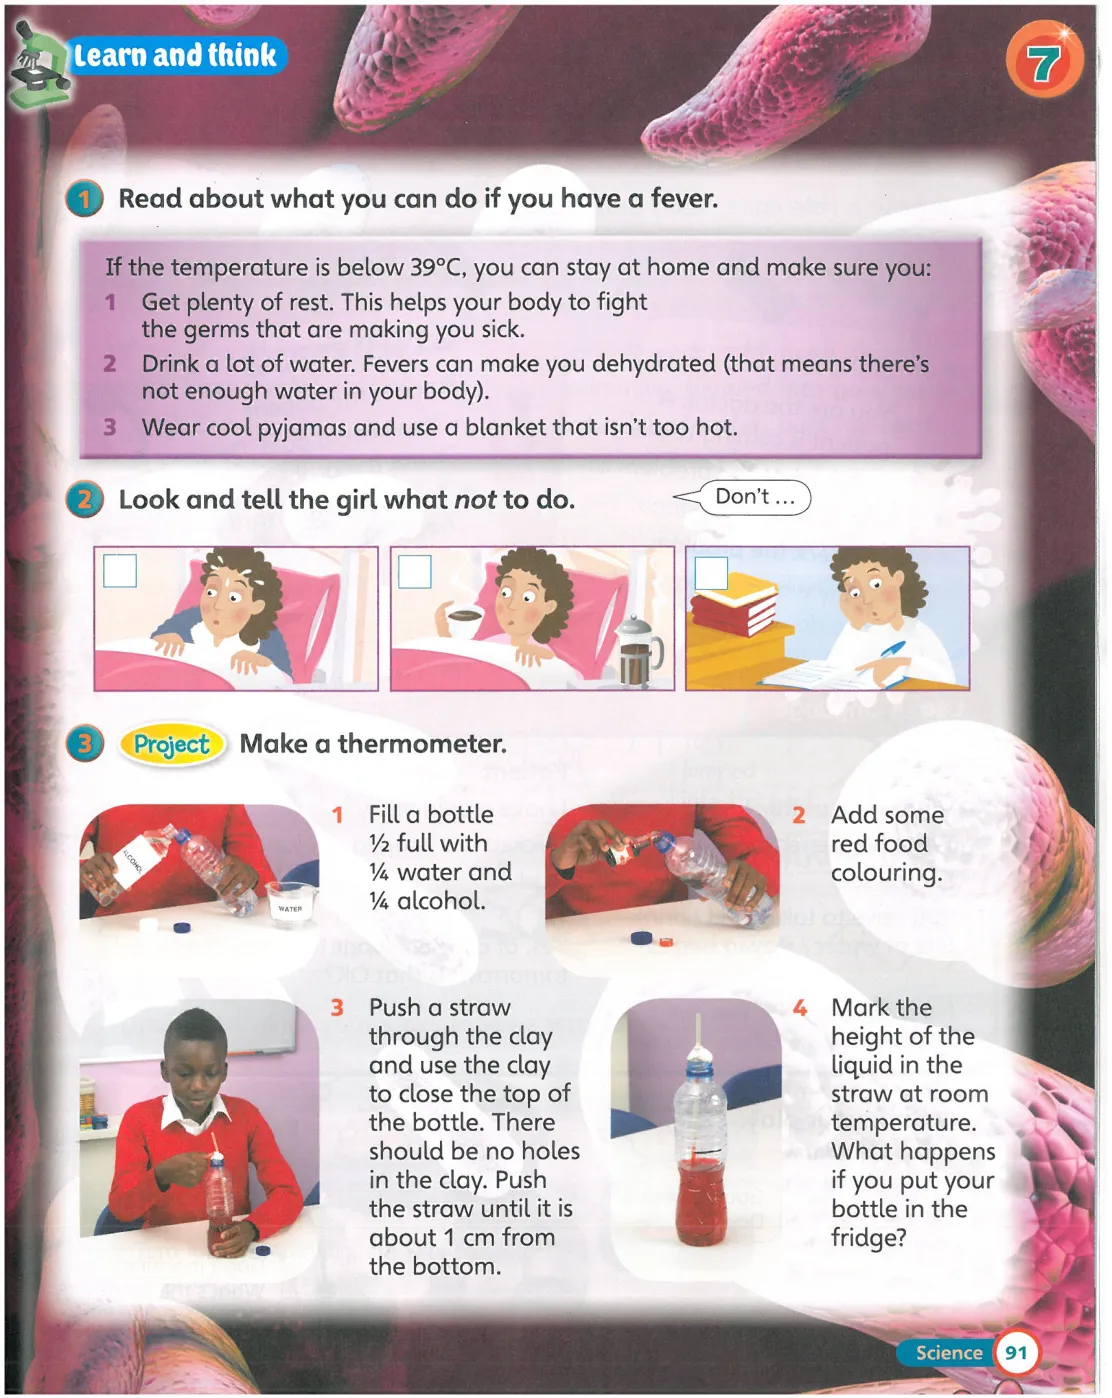 Learn and think
7
1 Read about what you can do if you have a fever.
If the temperature is below 39°C, you can stay at home and make sure you:
1 Get plenty of rest. This helps your body to fight
the germs that are making you sick.
2 Drink a lot of water. Fevers can make you dehydrated (that means there's
not enough water in your body).
3 Wear cool pyjamas and use a blanket that isn't too hot.
2 Look and tell the girl what not to do.
Don't ...
3 Project Make a thermometer.
1 Fill a bottle
½ full with
¼ water and
¼ alcohol.
ALCOHOL
WATER
2 Add some
red food
colouring.
3 Push a straw
through the clay
and use the clay
to close the top of
the bottle. There
should be no holes
in the clay. Push
the straw until it is
about 1 cm from
the bottom.
4 Mark the
height of the
liquid in the
straw at room
temperature.
What happens
if you put your
bottle in the
fridge?
Science 91